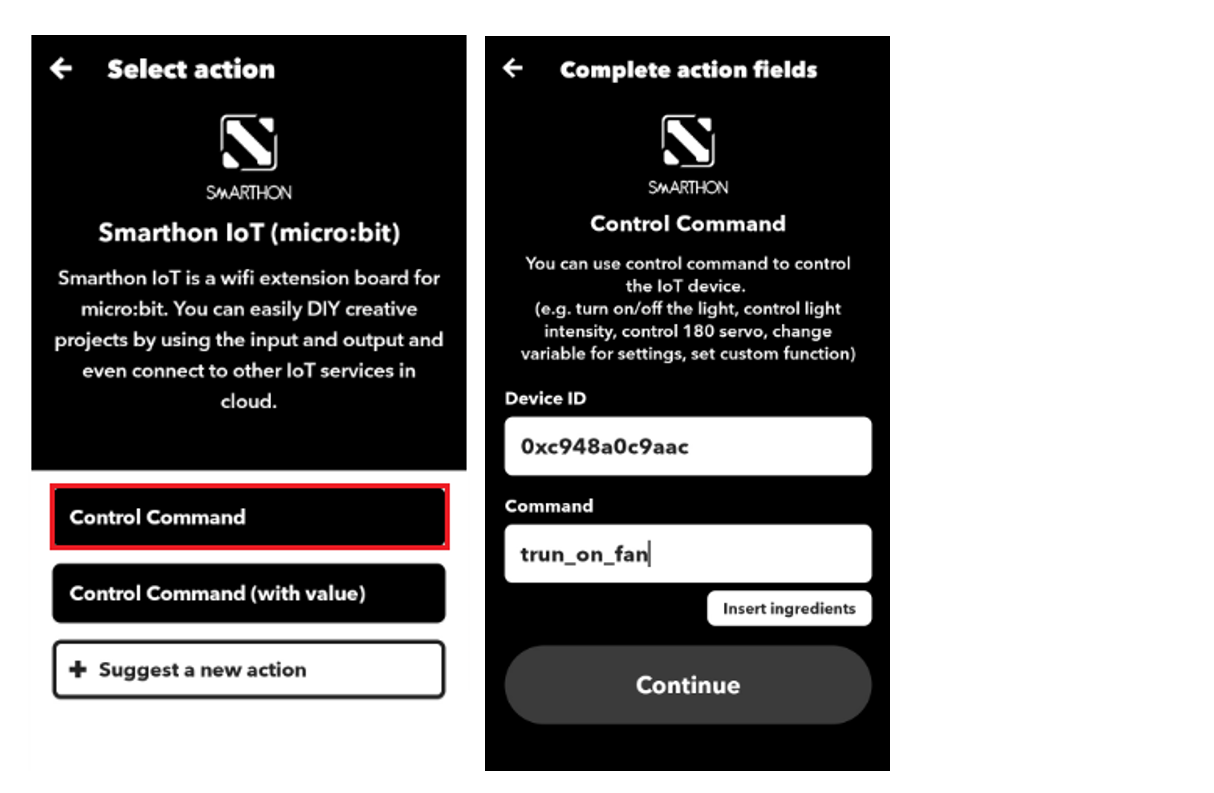 Select action
SMARTHON
Smarthon IoT (micro:bit)
Smarthon IoT is a wifi extension board for
micro:bit. You can easily DIY creative
projects by using the input and output and
even connect to other IoT services in
cloud.
Control Command
Control Command (with value)
Suggest a new action
Complete action fields
SMARTHON
Control Command
You can use control command to control
the IoT device.
(e.g. turn on/off the light, control light
intensity, control 180 servo, change
variable for settings, set custom function)
Device ID
0xc948a0c9aac
Command
trun_on_fan
Insert ingredients
Continue